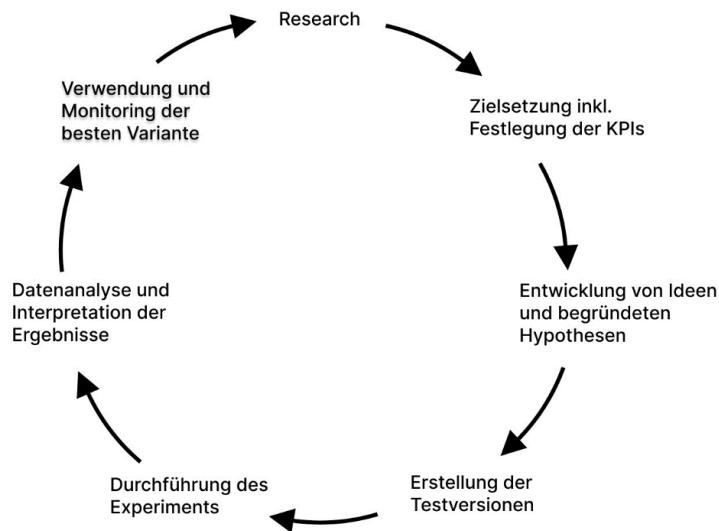 Research
Zielsetzung inkl.
Festlegung der KPIs
Entwicklung von Ideen
und begründeten
Hypothesen
Erstellung der
Testversionen
Durchführung des
Experiments
Datenanalyse und
Interpretation der
Ergebnisse
Verwendung und
Monitoring der
besten Variante